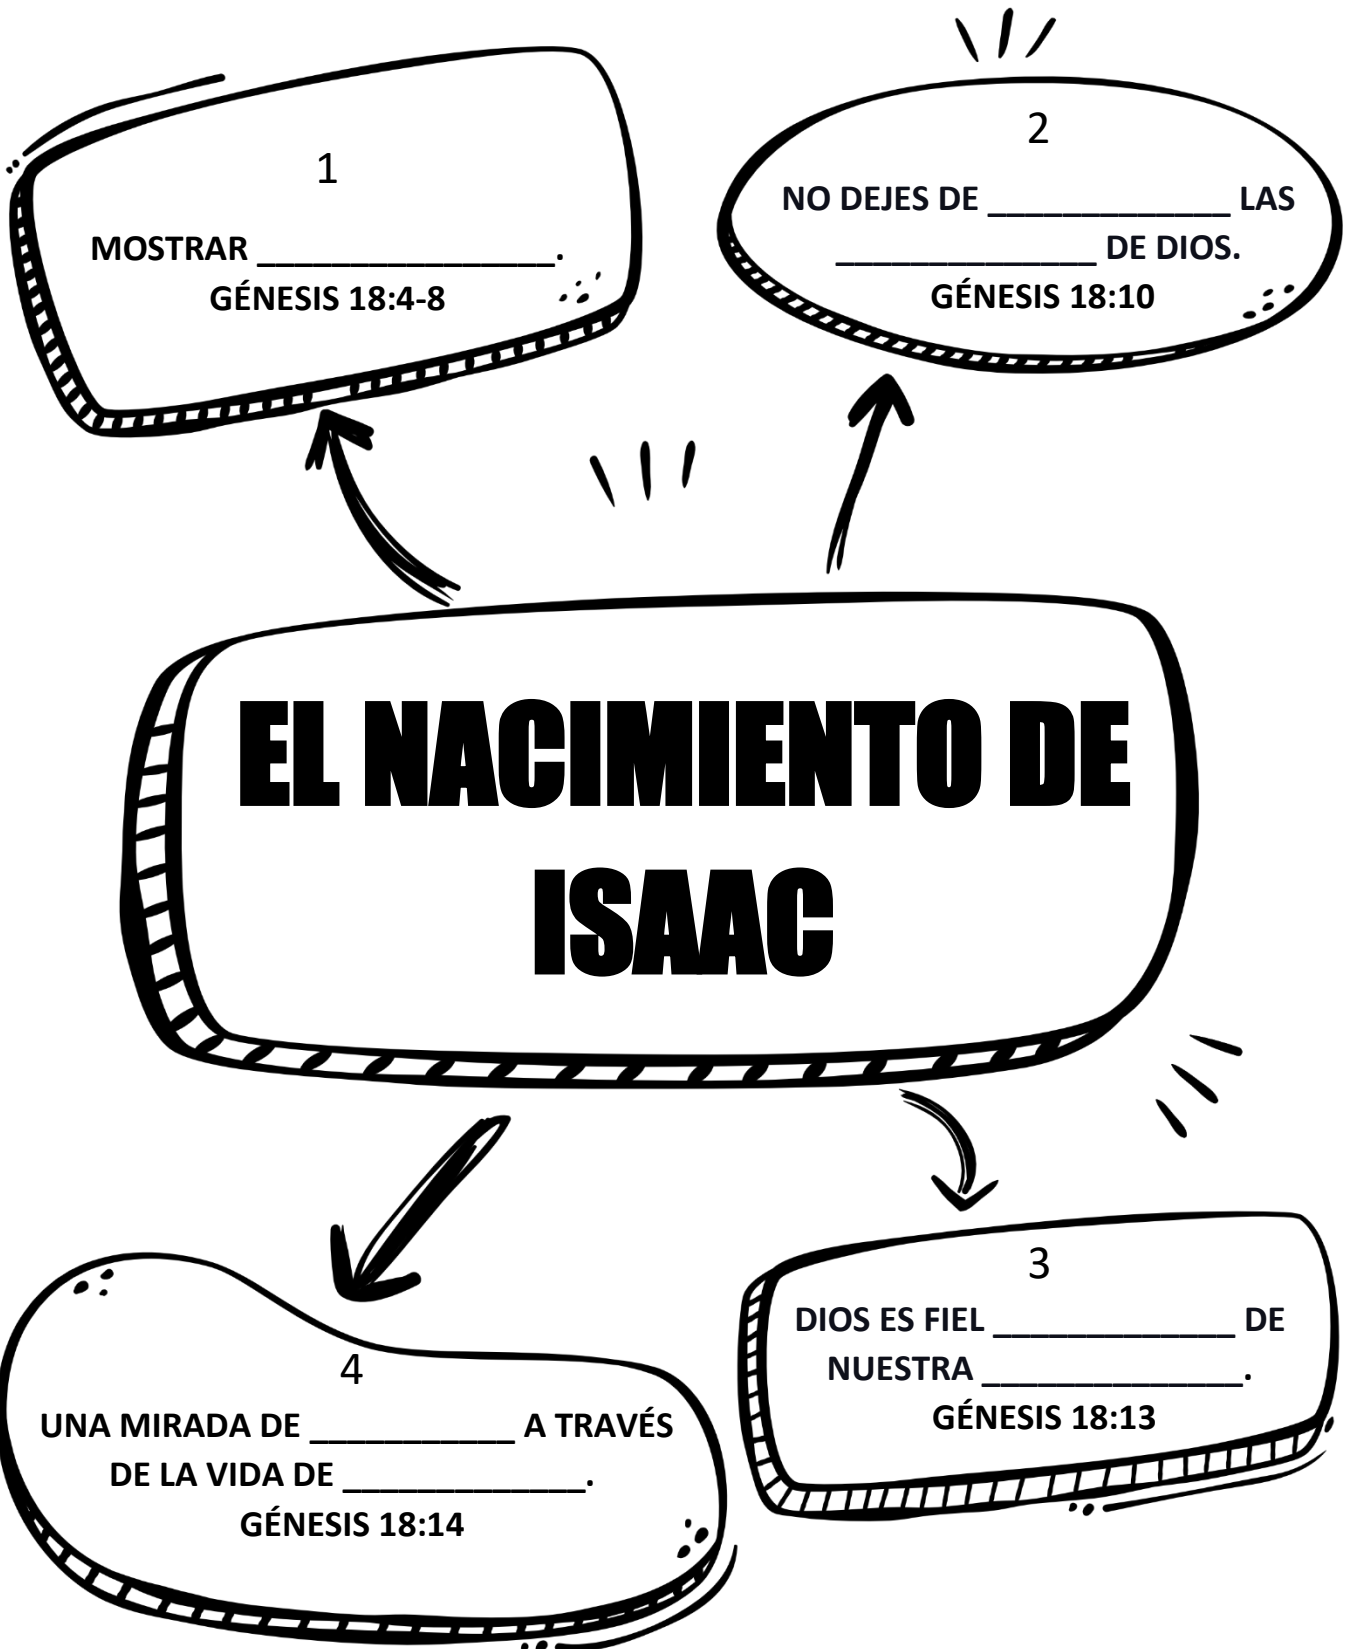 1
MOSTRAR ________________.
GÉNESIS 18:4-8
2
NO DEJES DE _____________ LAS
______________ DE DIOS.
GÉNESIS 18:10
EL NACIMIENTO DE
ISAAC
3
DIOS ES FIEL _____________ DE
NUESTRA ______________.
GÉNESIS 18:13
4
UNA MIRADA DE ___________ A TRAVÉS
DE LA VIDA DE _____________.
GÉNESIS 18:14